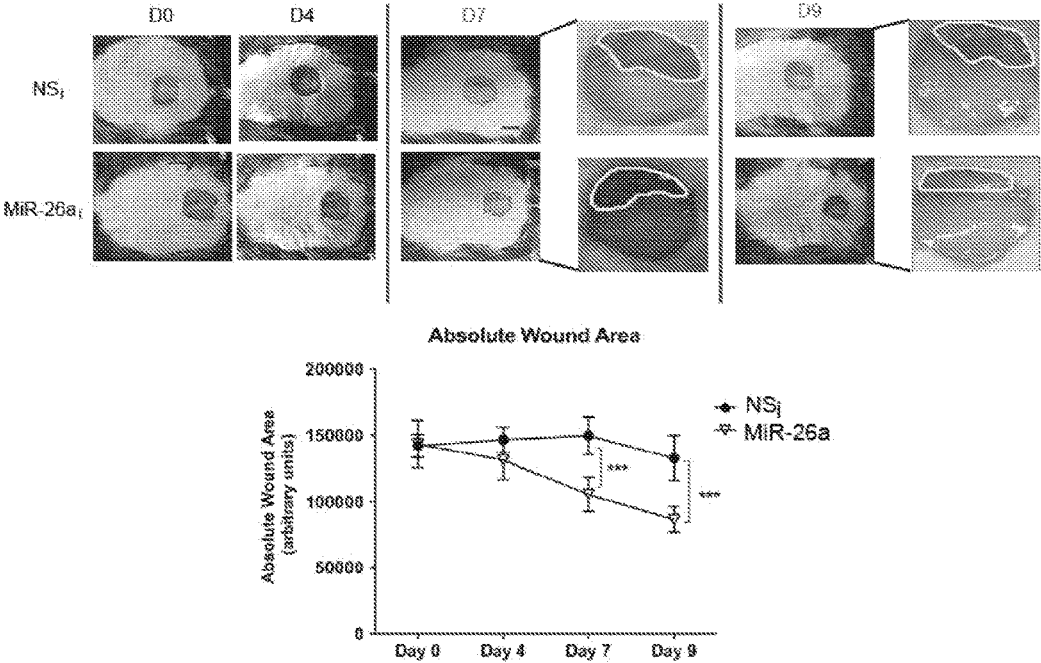 D0 D4 D7 D9
NSi
MiR-26ai
Absolute Wound Area
Absolute Wound Area
(arbitrary units)
200000
150000
100000
50000
0
NSi
MiR-26a
***
***
Day 0 Day 4 Day 7 Day 9